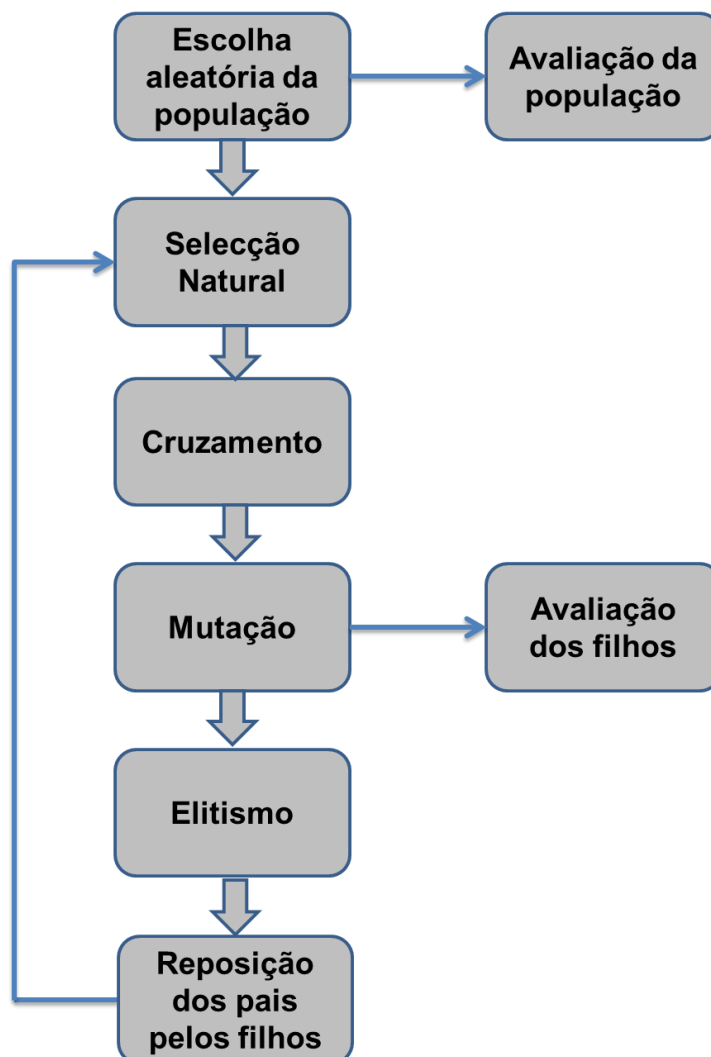 Escolha
aleatória da
população
Avaliação da
população
Selecção
Natural
Cruzamento
Mutação
Avaliação
dos filhos
Elitismo
Reposição
dos pais
pelos filhos